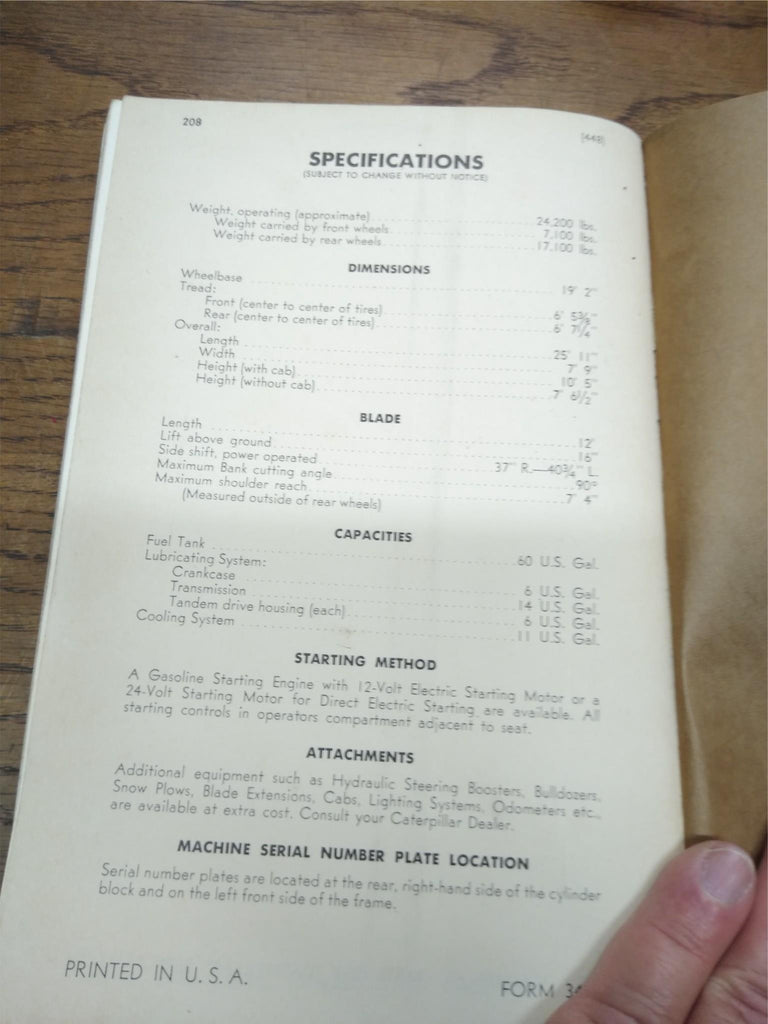 208
(448)
SPECIFICATIONS
(SUBJECT TO CHANGE WITHOUT NOTICE)
Weight, operating (approximate) 24,200 lbs.
Weight carried by front wheels 7,100 lbs.
Weight carried by rear wheels 17,100 lbs.
DIMENSIONS
Wheelbase 19' 2"
Tread:
Front (center to center of tires) 6' 5⅜"
Rear (center to center of tires) 6' 7¼"
Overall:
Length 25' 11"
Width 7' 9"
Height (with cab) 10' 5"
Height (without cab) 7' 6½"
BLADE
Length 12'
Lift above ground 16"
Side shift, power operated 37" R.—40¾" L.
Maximum Bank cutting angle 90°
Maximum shoulder reach 7' 4"
(Measured outside of rear wheels)
CAPACITIES
Fuel Tank 60 U.S. Gal.
Lubricating System:
Crankcase 6 U.S. Gal.
Transmission 14 U.S. Gal.
Tandem drive housing (each) 6 U.S. Gal.
Cooling System 11 U.S. Gal.
STARTING METHOD
A Gasoline Starting Engine with 12-Volt Electric Starting Motor or a
24-Volt Starting Motor for Direct Electric Starting are available. All
starting controls in operators compartment adjacent to seat.
ATTACHMENTS
Additional equipment such as Hydraulic Steering Boosters, Bulldozers,
Snow Plows, Blade Extensions, Cabs, Lighting Systems, Odometers etc.,
are available at extra cost. Consult your Caterpillar Dealer.
MACHINE SERIAL NUMBER PLATE LOCATION
Serial number plates are located at the rear, right-hand side of the cylinder
block and on the left front side of the frame.
PRINTED IN U. S. A.
FORM